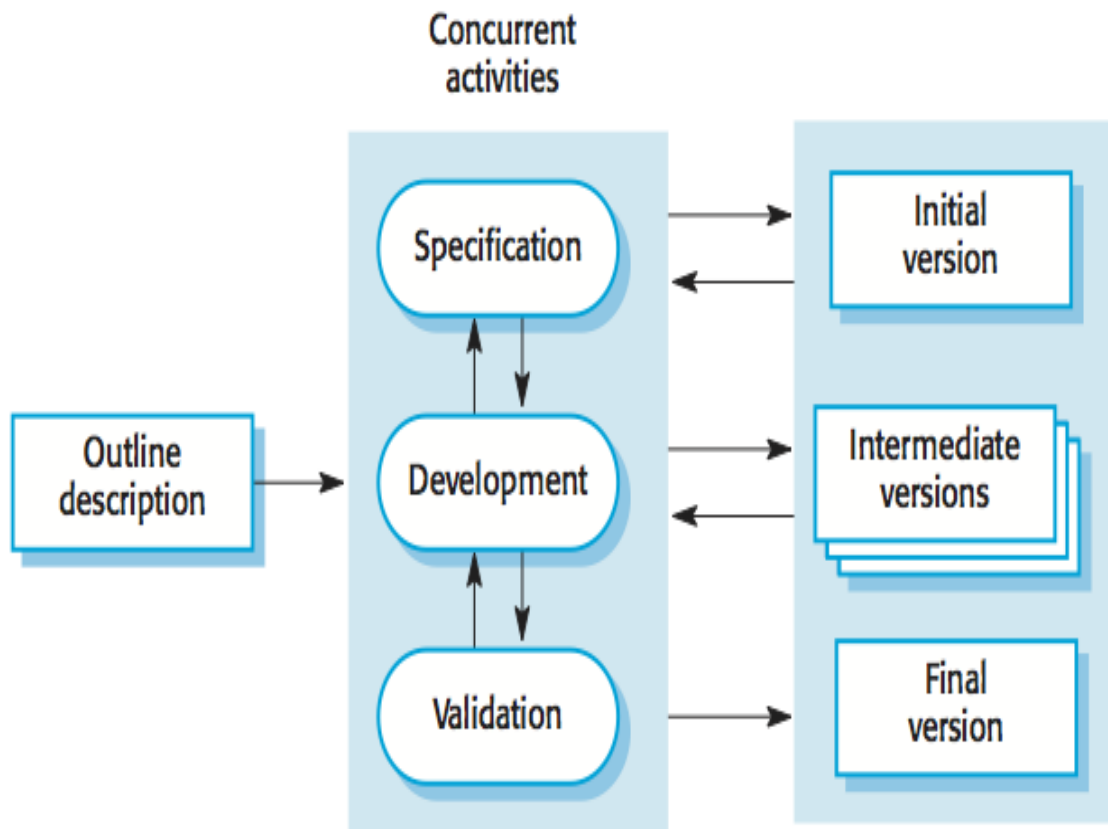 Concurrent
activities
Specification
Initial
version
Outline
description
Development
Intermediate
versions
Validation
Final
version